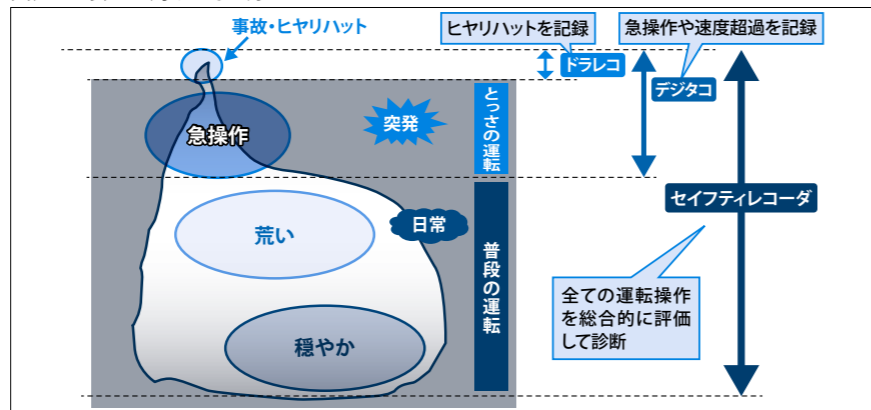 事故・ヒヤリハット
ヒヤリハットを記録
急操作や速度超過を記録
ドラレコ
デジタコ
急操作
突発
とっさの運転
セイフティレコーダ
荒い
日常
普段の運転
全ての運転操作
を総合的に評価
して診断
穏やか